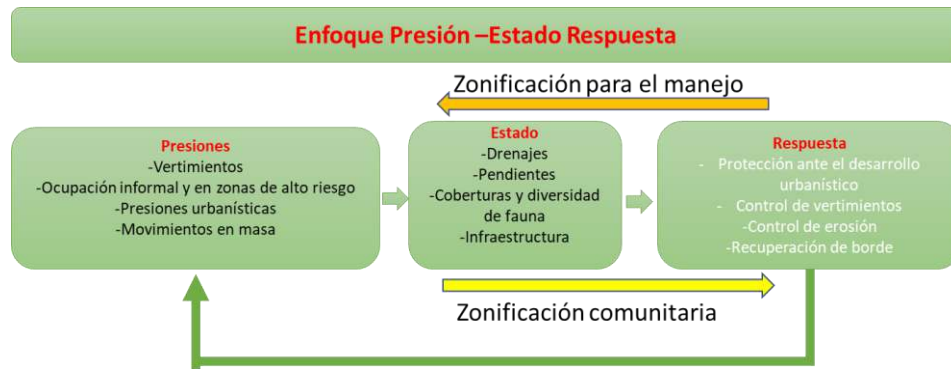 Enfoque Presión –Estado Respuesta
Zonificación para el manejo
Presiones
-Vertimientos
-Ocupación informal y en zonas de alto riesgo
-Presiones urbanísticas
-Movimientos en masa
Estado
-Drenajes
-Pendientes
-Coberturas y diversidad
de fauna
-Infraestructura
Respuesta
- Protección ante el desarrollo
urbanístico
- Control de vertimientos
-Control de erosión
-Recuperación de borde
Zonificación comunitaria